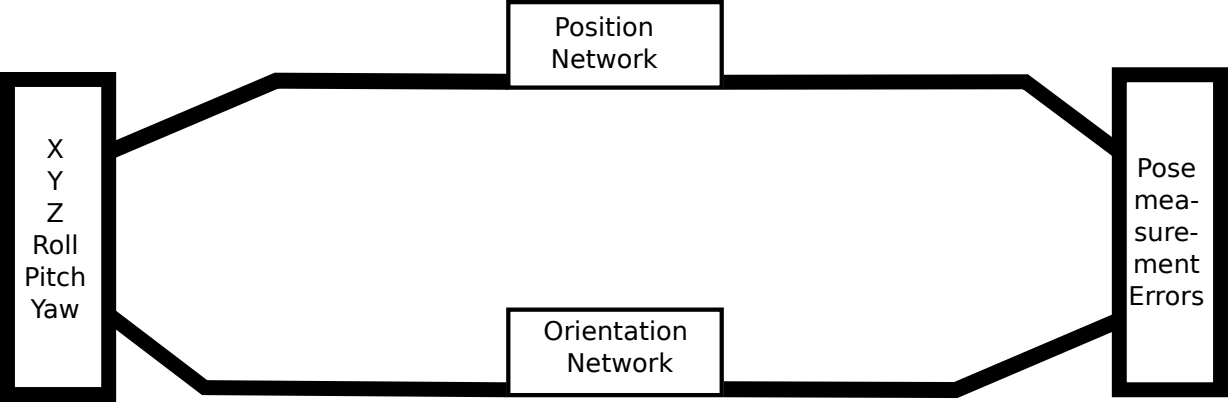 Position
Network
X
Y
Z
Roll
Pitch
Yaw
Pose
mea-
sure-
ment
Errors
Orientation
Network